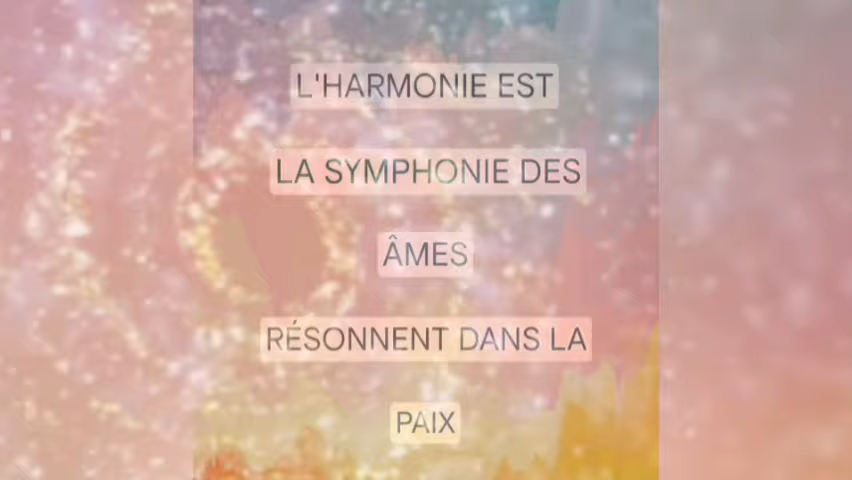 L'HARMONIE EST
LA SYMPHONIE DES
ÂMES
RÉSONNENT DANS LA
PAIX